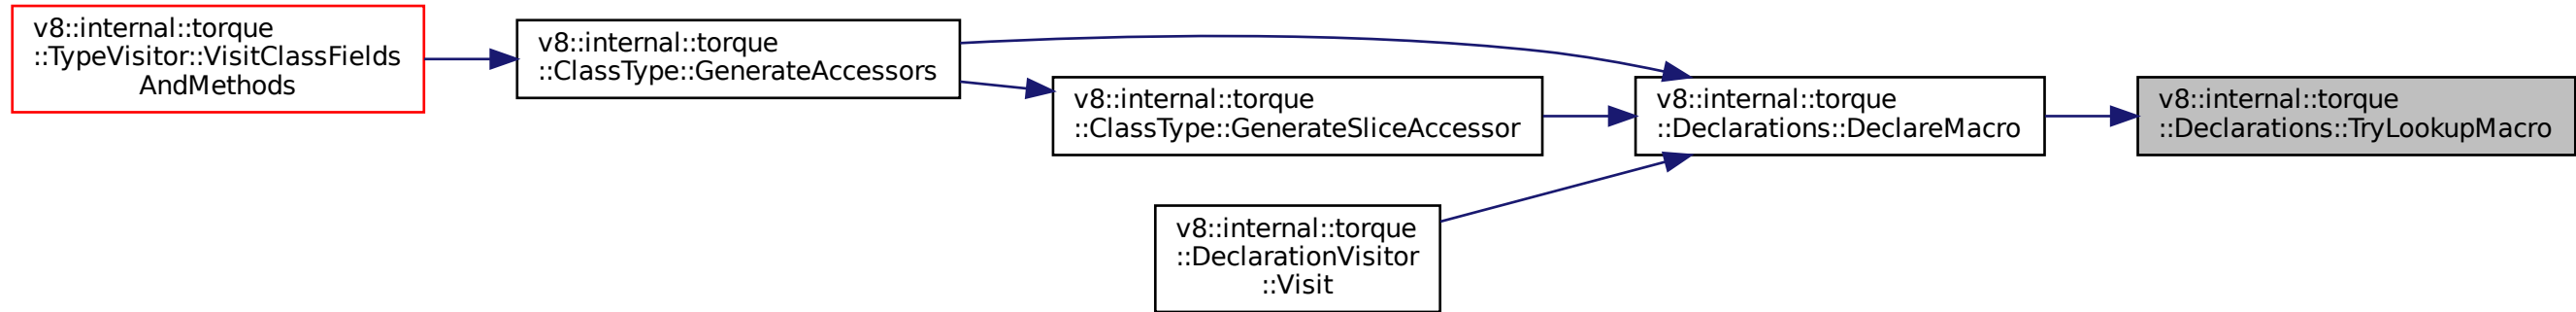 v8::internal::torque
::TypeVisitor::VisitClassFields
AndMethods
v8::internal::torque
::ClassType::GenerateAccessors
v8::internal::torque
::ClassType::GenerateSliceAccessor
v8::internal::torque
::DeclarationVisitor
::Visit
v8::internal::torque
::Declarations::DeclareMacro
v8::internal::torque
::Declarations::TryLookupMacro